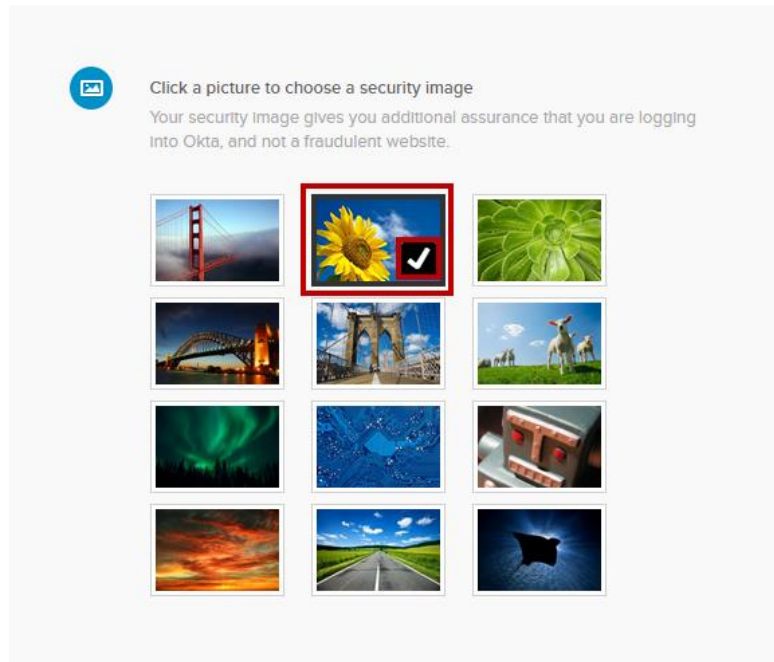 Click a picture to choose a security image
Your security image gives you additional assurance that you are logging
into Okta, and not a fraudulent website.